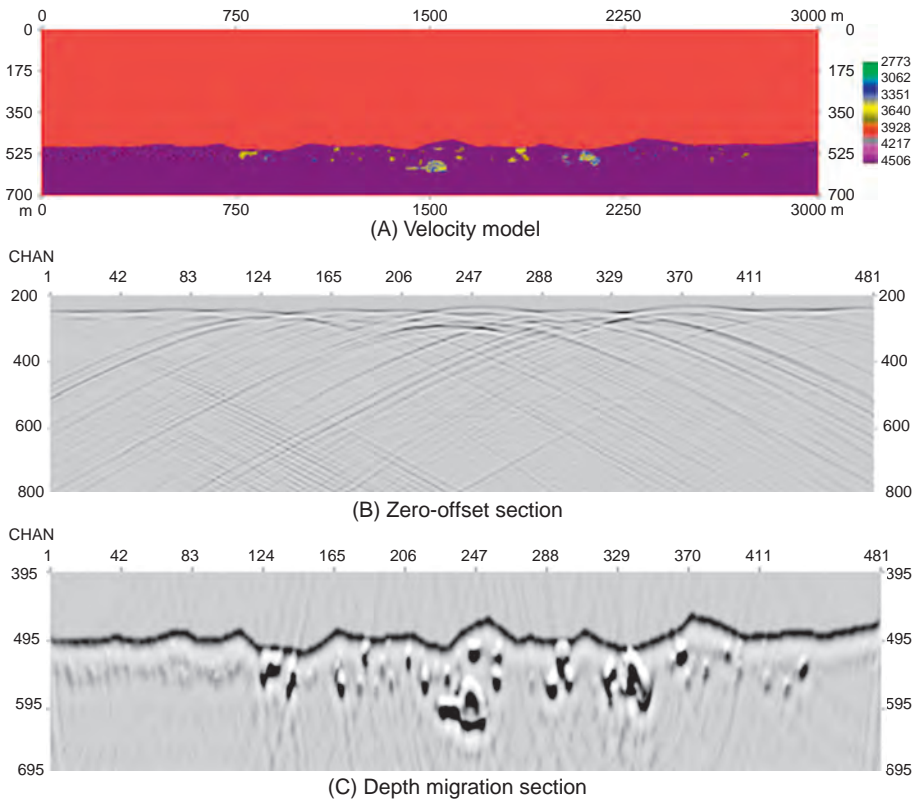 0 750 1500 2250 3000 m
0 0 2773
175 175 3062
3351
350 350 3640
3928
525 525 4217
4506
700 700
m 0 750 1500 2250 3000 m
(A) Velocity model
CHAN
1 42 83 124 165 206 247 288 329 370 411 481
200 200
400 400
600 600
800 800
(B) Zero-offset section
CHAN
1 42 83 124 165 206 247 288 329 370 411 481
395 395
495 495
595 595
695 695
(C) Depth migration section